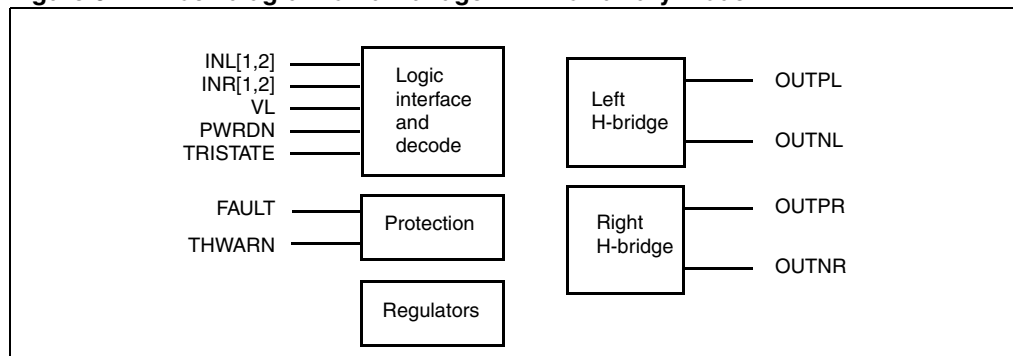 INL[1,2]
INR[1,2]
VL
PWRDN
TRISTATE
Logic
interface
and
decode
FAULT
THWARN
Protection
Regulators
Left
H-bridge
OUTPL
OUTNL
Right
H-bridge
OUTPR
OUTNR